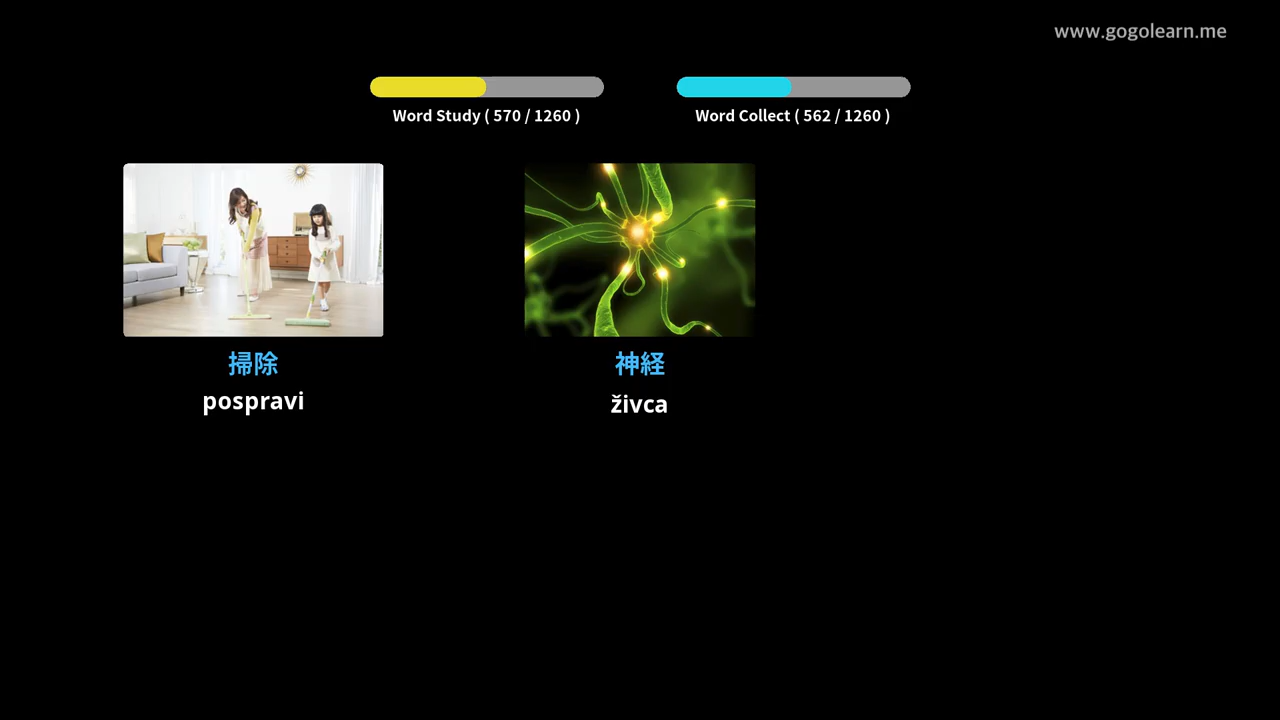 www.gogolearn.me
Word Study ( 570 / 1260 )
Word Collect ( 562 / 1260 )
掃除
pospravi
神経
živca